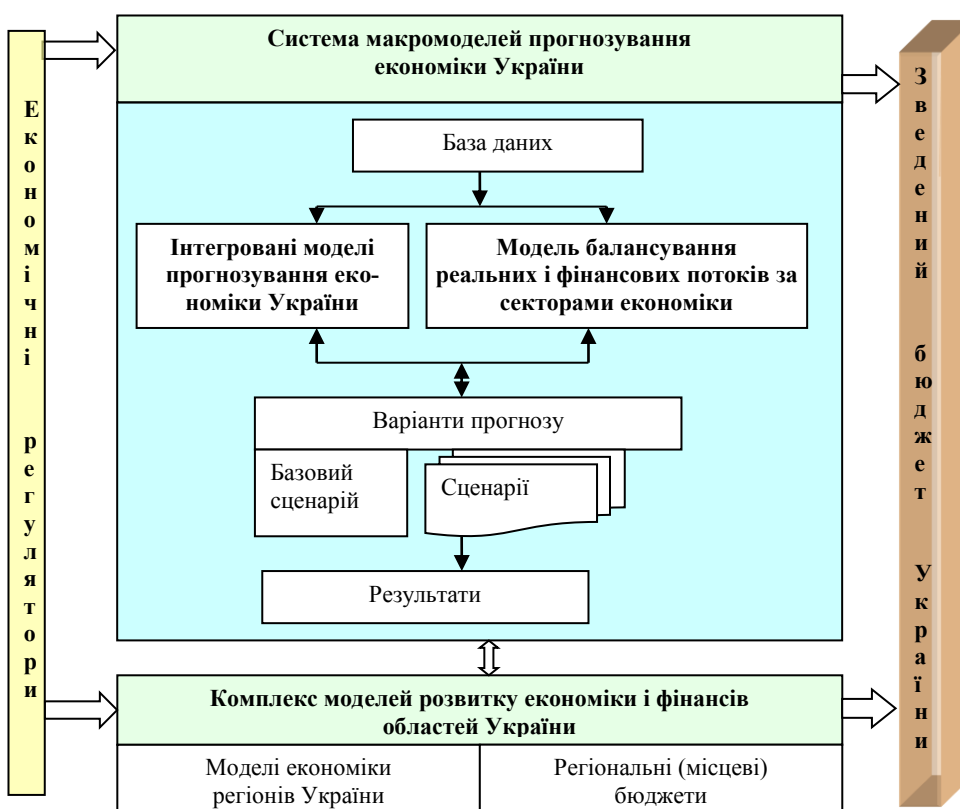 Економічні регулятори
Система макромоделей прогнозування
економіки України
База даних
Інтегровані моделі
прогнозування еко-
номіки України
Модель балансування
реальних і фінансових потоків за
секторами економіки
Варіанти прогнозу
Базовий
сценарій
Сценарії
Результати
Комплекс моделей розвитку економіки і фінансів
областей України
Моделі економіки
регіонів України
Регіональні (місцеві)
бюджети
Зведений бюджет України